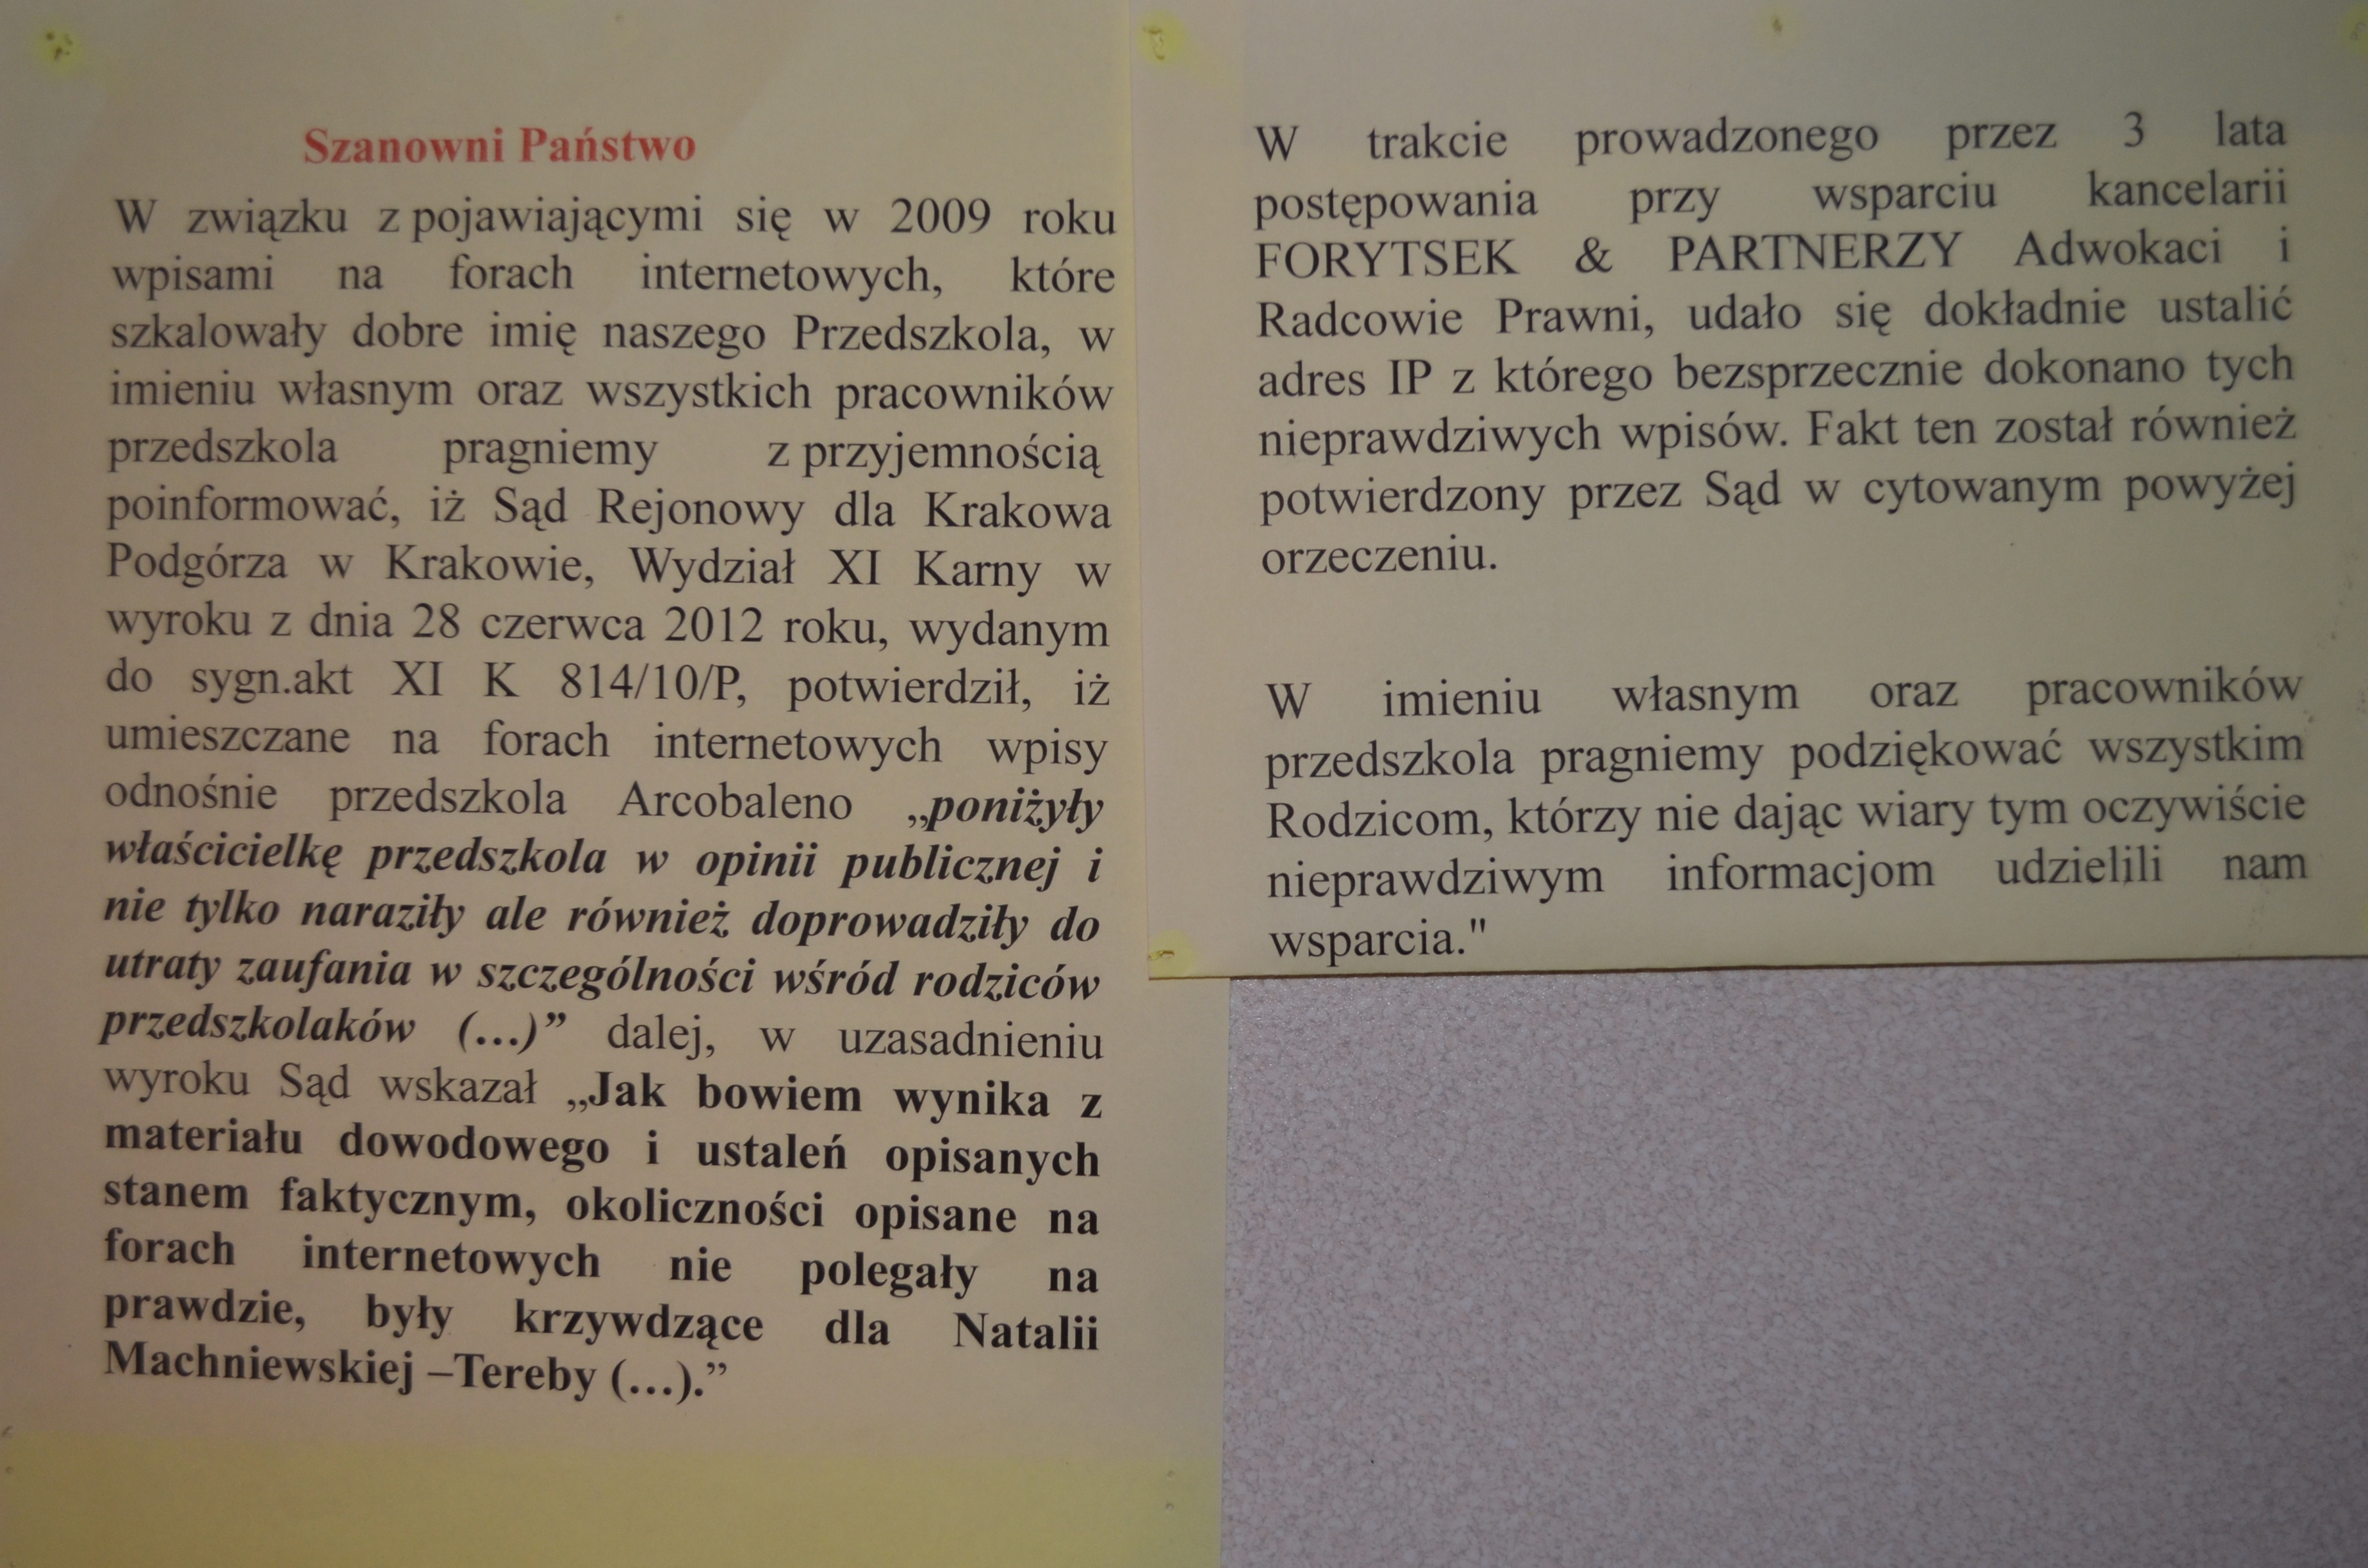 Szanowni Państwo
W związku z pojawiającymi się w 2009 roku
wpisami na forach internetowych, które
szkalowały dobre imię naszego Przedszkola, w
imieniu własnym oraz wszystkich pracowników
przedszkola pragniemy z przyjemnością
poinformować, iż Sąd Rejonowy dla Krakowa
Podgórza w Krakowie, Wydział XI Karny w
wyroku z dnia 28 czerwca 2012 roku, wydanym
do sygn.akt XI K 814/10/P, potwierdził, iż
umieszczane na forach internetowych wpisy
odnośnie przedszkola Arcobaleno „poniżyły
właścicielkę przedszkola w opinii publicznej i
nie tylko naraziły ale również doprowadziły do
utraty zaufania w szczególności wśród rodziców
przedszkolaków (...)” dalej, w uzasadnieniu
wyroku Sąd wskazał „Jak bowiem wynika z
materiału dowodowego i ustaleń opisanych
stanem faktycznym, okoliczności opisane na
forach internetowych nie polegały na
prawdzie, były krzywdzące dla Natalii
Machniewskiej –Tereby (...).”
W trakcie prowadzonego przez 3 lata
postępowania przy wsparciu kancelarii
FORYTSEK & PARTNERZY Adwokaci i
Radcowie Prawni, udało się dokładnie ustalić
adres IP z którego bezsprzecznie dokonano tych
nieprawdziwych wpisów. Fakt ten został również
potwierdzony przez Sąd w cytowanym powyżej
orzeczeniu.
W imieniu własnym oraz pracowników
przedszkola pragniemy podziękować wszystkim
Rodzicom, którzy nie dając wiary tym oczywiście
nieprawdziwym informacjom udzielili nam
wsparcia."